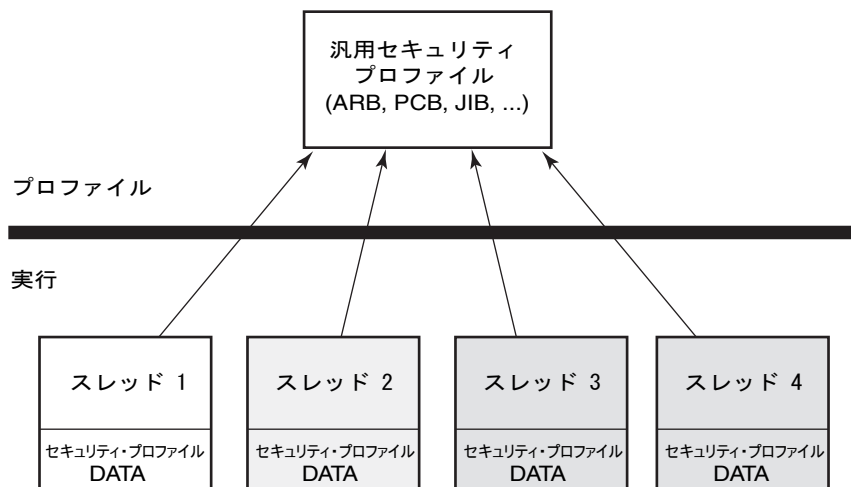 汎用セキュリティ
プロファイル
(ARB, PCB, JIB, ...)
プロファイル
実行
スレッド 1
スレッド 2
スレッド 3
スレッド 4
セキュリティ・プロファイル
DATA
セキュリティ・プロファイル
DATA
セキュリティ・プロファイル
DATA
セキュリティ・プロファイル
DATA